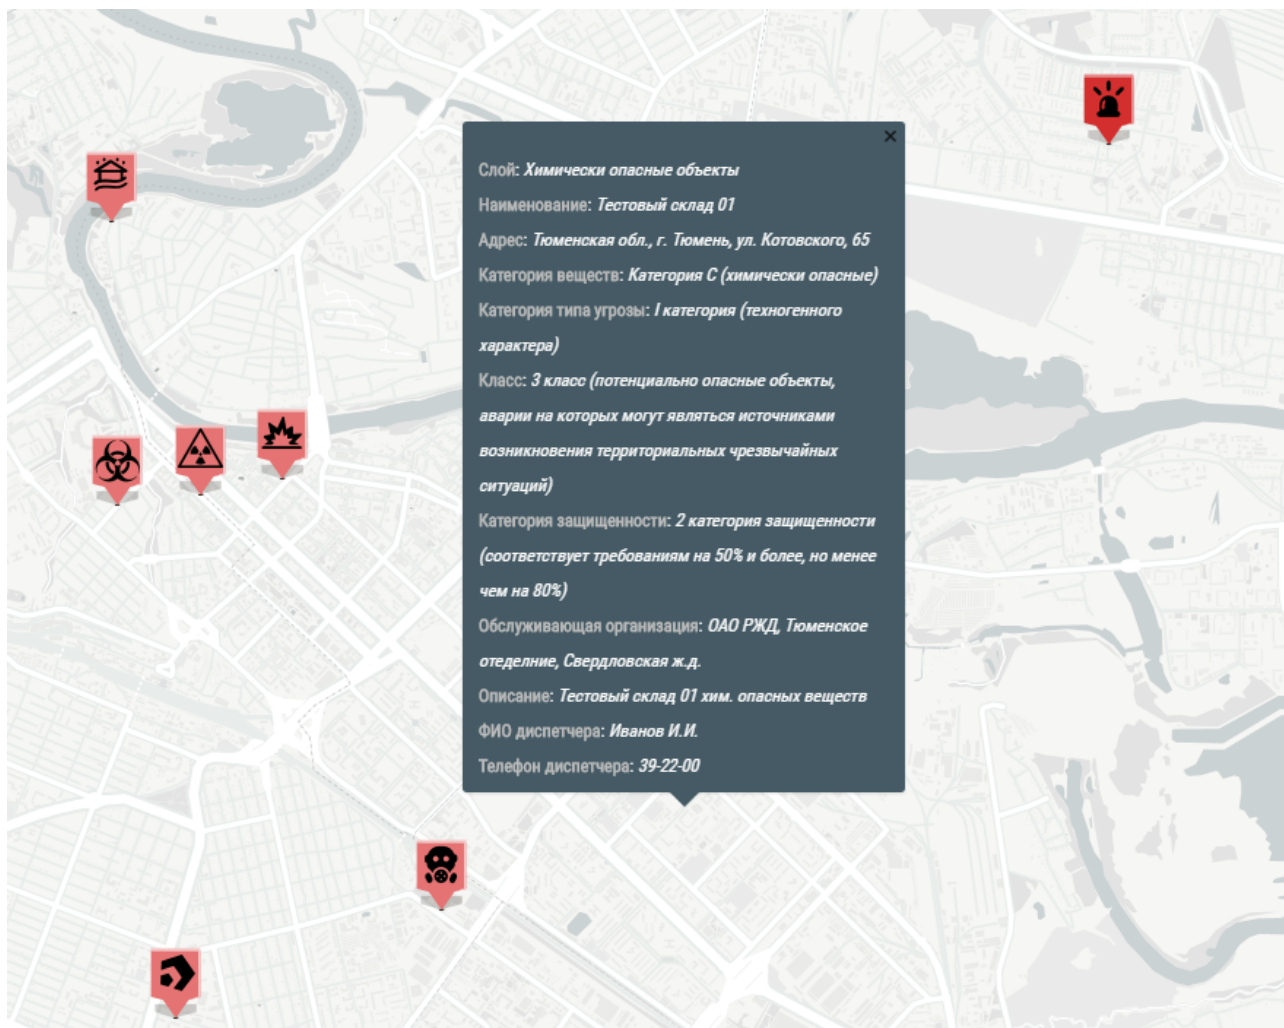 Слой: Химически опасные объекты
Наименование: Тестовый склад 01
Адрес: Тюменская обл., г. Тюмень, ул. Котовского, 65
Категория веществ: Категория С (химически опасные)
Категория типа угрозы: I категория (техногенного
характера)
Класс: 3 класс (потенциально опасные объекты,
аварии на которых могут являться источниками
возникновения территориальных чрезвычайных
ситуаций)
Категория защищенности: 2 категория защищенности
(соответствует требованиям на 50% и более, но менее
чем на 80%)
Обслуживающая организация: ОАО РЖД, Тюменское
отеделние, Свердловская ж.д.
Описание: Тестовый склад 01 хим. опасных веществ
ФИО диспетчера: Иванов И.И.
Телефон диспетчера: 39-22-00